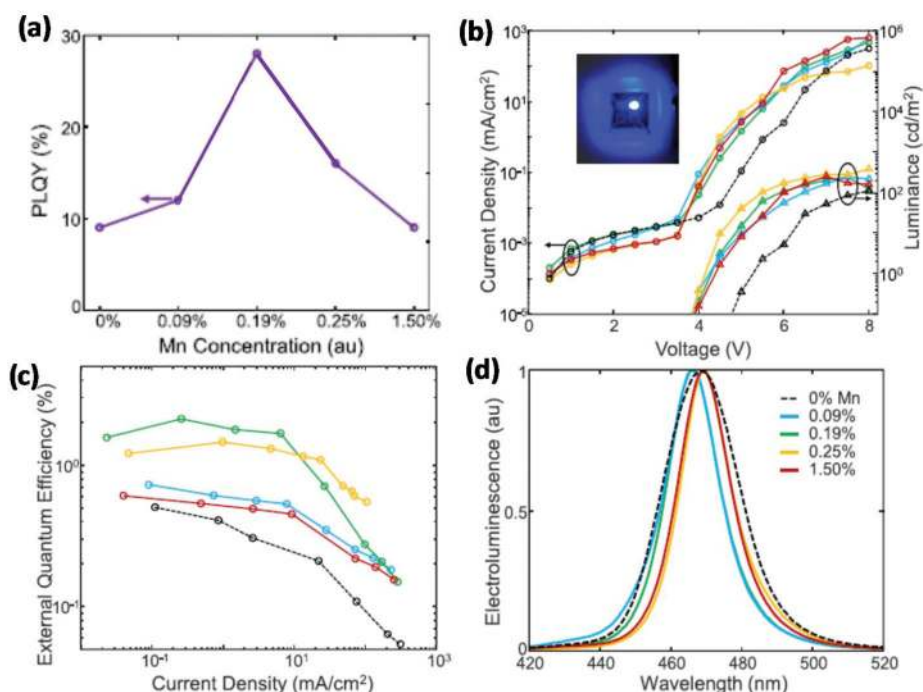 (a)
30
20
10
0
PLQY (%)
0% 0.09% 0.19% 0.25% 1.50%
Mn Concentration (au)
(b)
10³
10¹
10⁻¹
10⁻³
10⁻⁵
Current Density (mA/cm²)
10⁶
10⁴
10²
10⁰
Luminance (cd/m²)
0 2 4 6 8
Voltage (V)
(c)
10⁰
10⁻¹
External Quantum Efficiency (%)
10⁻¹ 10¹ 10³
Current Density (mA/cm²)
(d)
1
0.5
0
Electroluminescence (au)
0% Mn
0.09%
0.19%
0.25%
1.50%
420 440 460 480 500 520
Wavelength (nm)